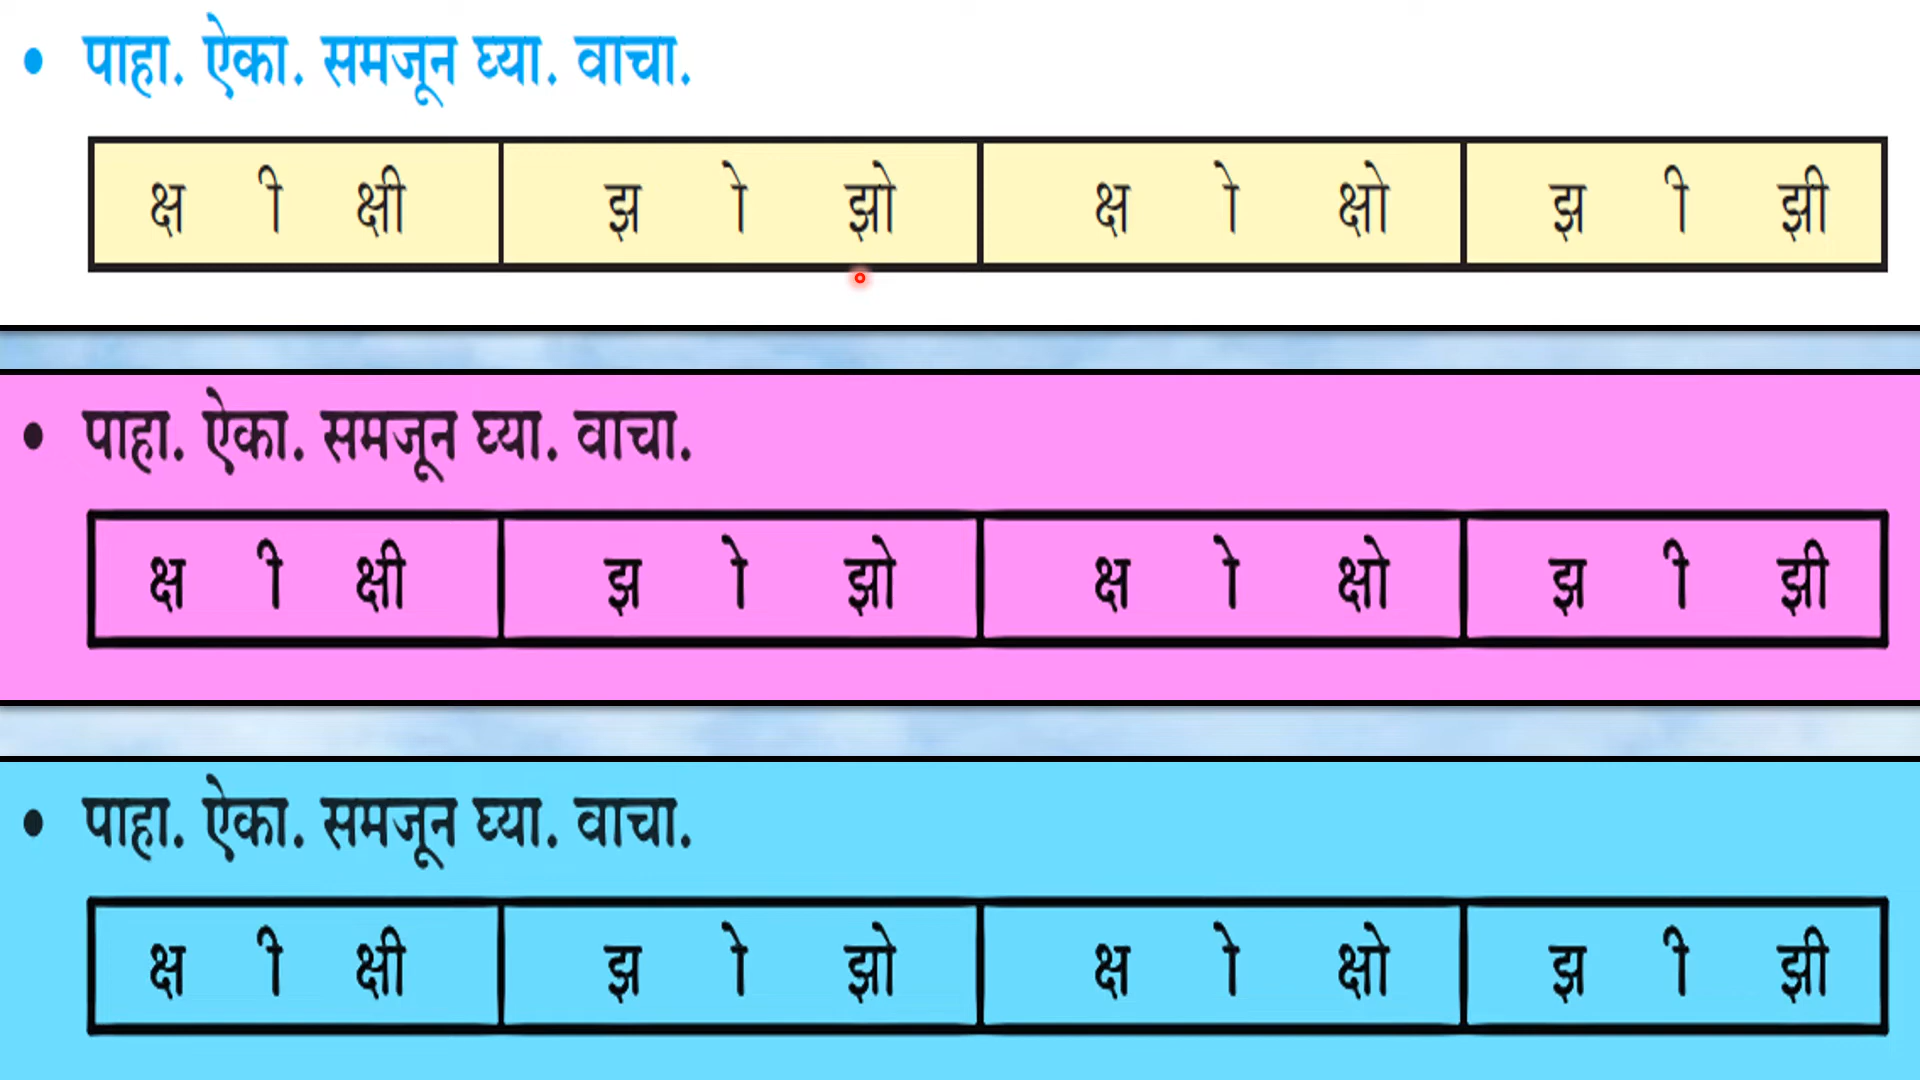 • पाहा. ऐका. समजून घ्या. वाचा.
क्ष ी क्षी झ ो झो क्ष ो क्षो झ ी झी
• पाहा. ऐका. समजून घ्या. वाचा.
क्ष ी क्षी झ ो झो क्ष ो क्षो झ ी झी
• पाहा. ऐका. समजून घ्या. वाचा.
क्ष ी क्षी झ ो झो क्ष ो क्षो झ ी झी